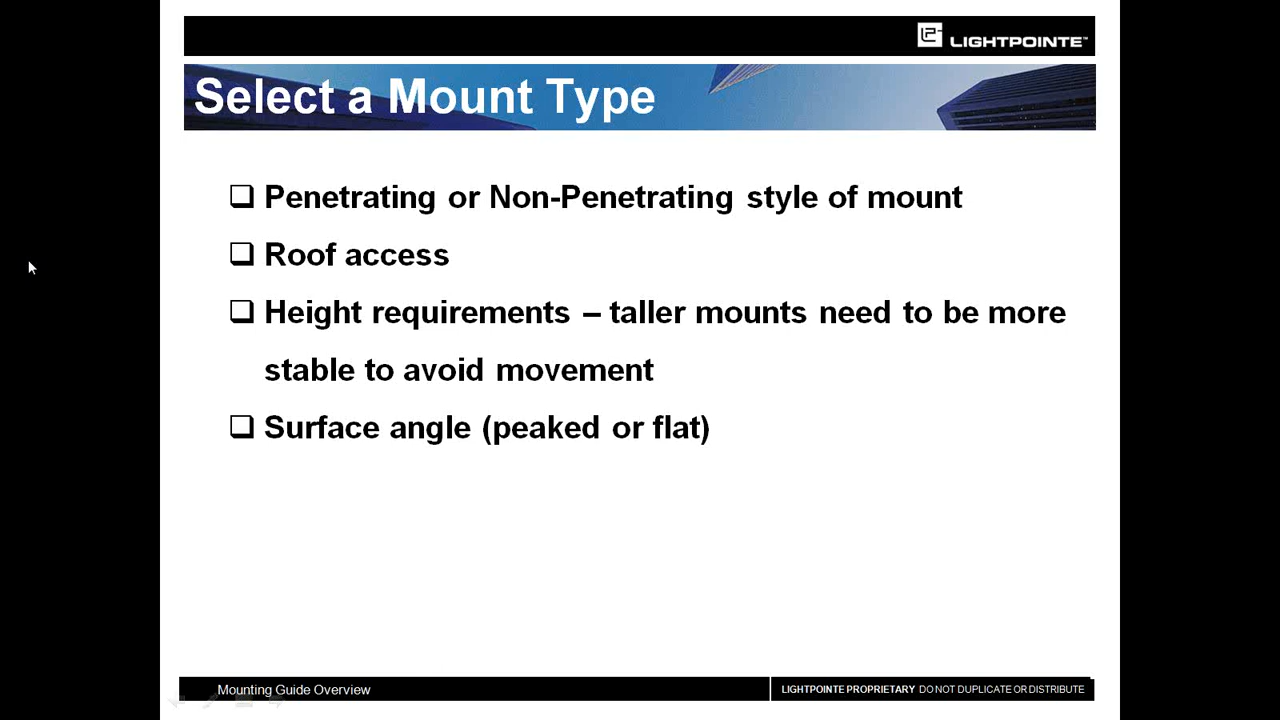 LIGHTPOINTE™
Select a Mount Type
❑ Penetrating or Non-Penetrating style of mount
❑ Roof access
❑ Height requirements – taller mounts need to be more
stable to avoid movement
❑ Surface angle (peaked or flat)
Mounting Guide Overview
LIGHTPOINTE PROPRIETARY DO NOT DUPLICATE OR DISTRIBUTE